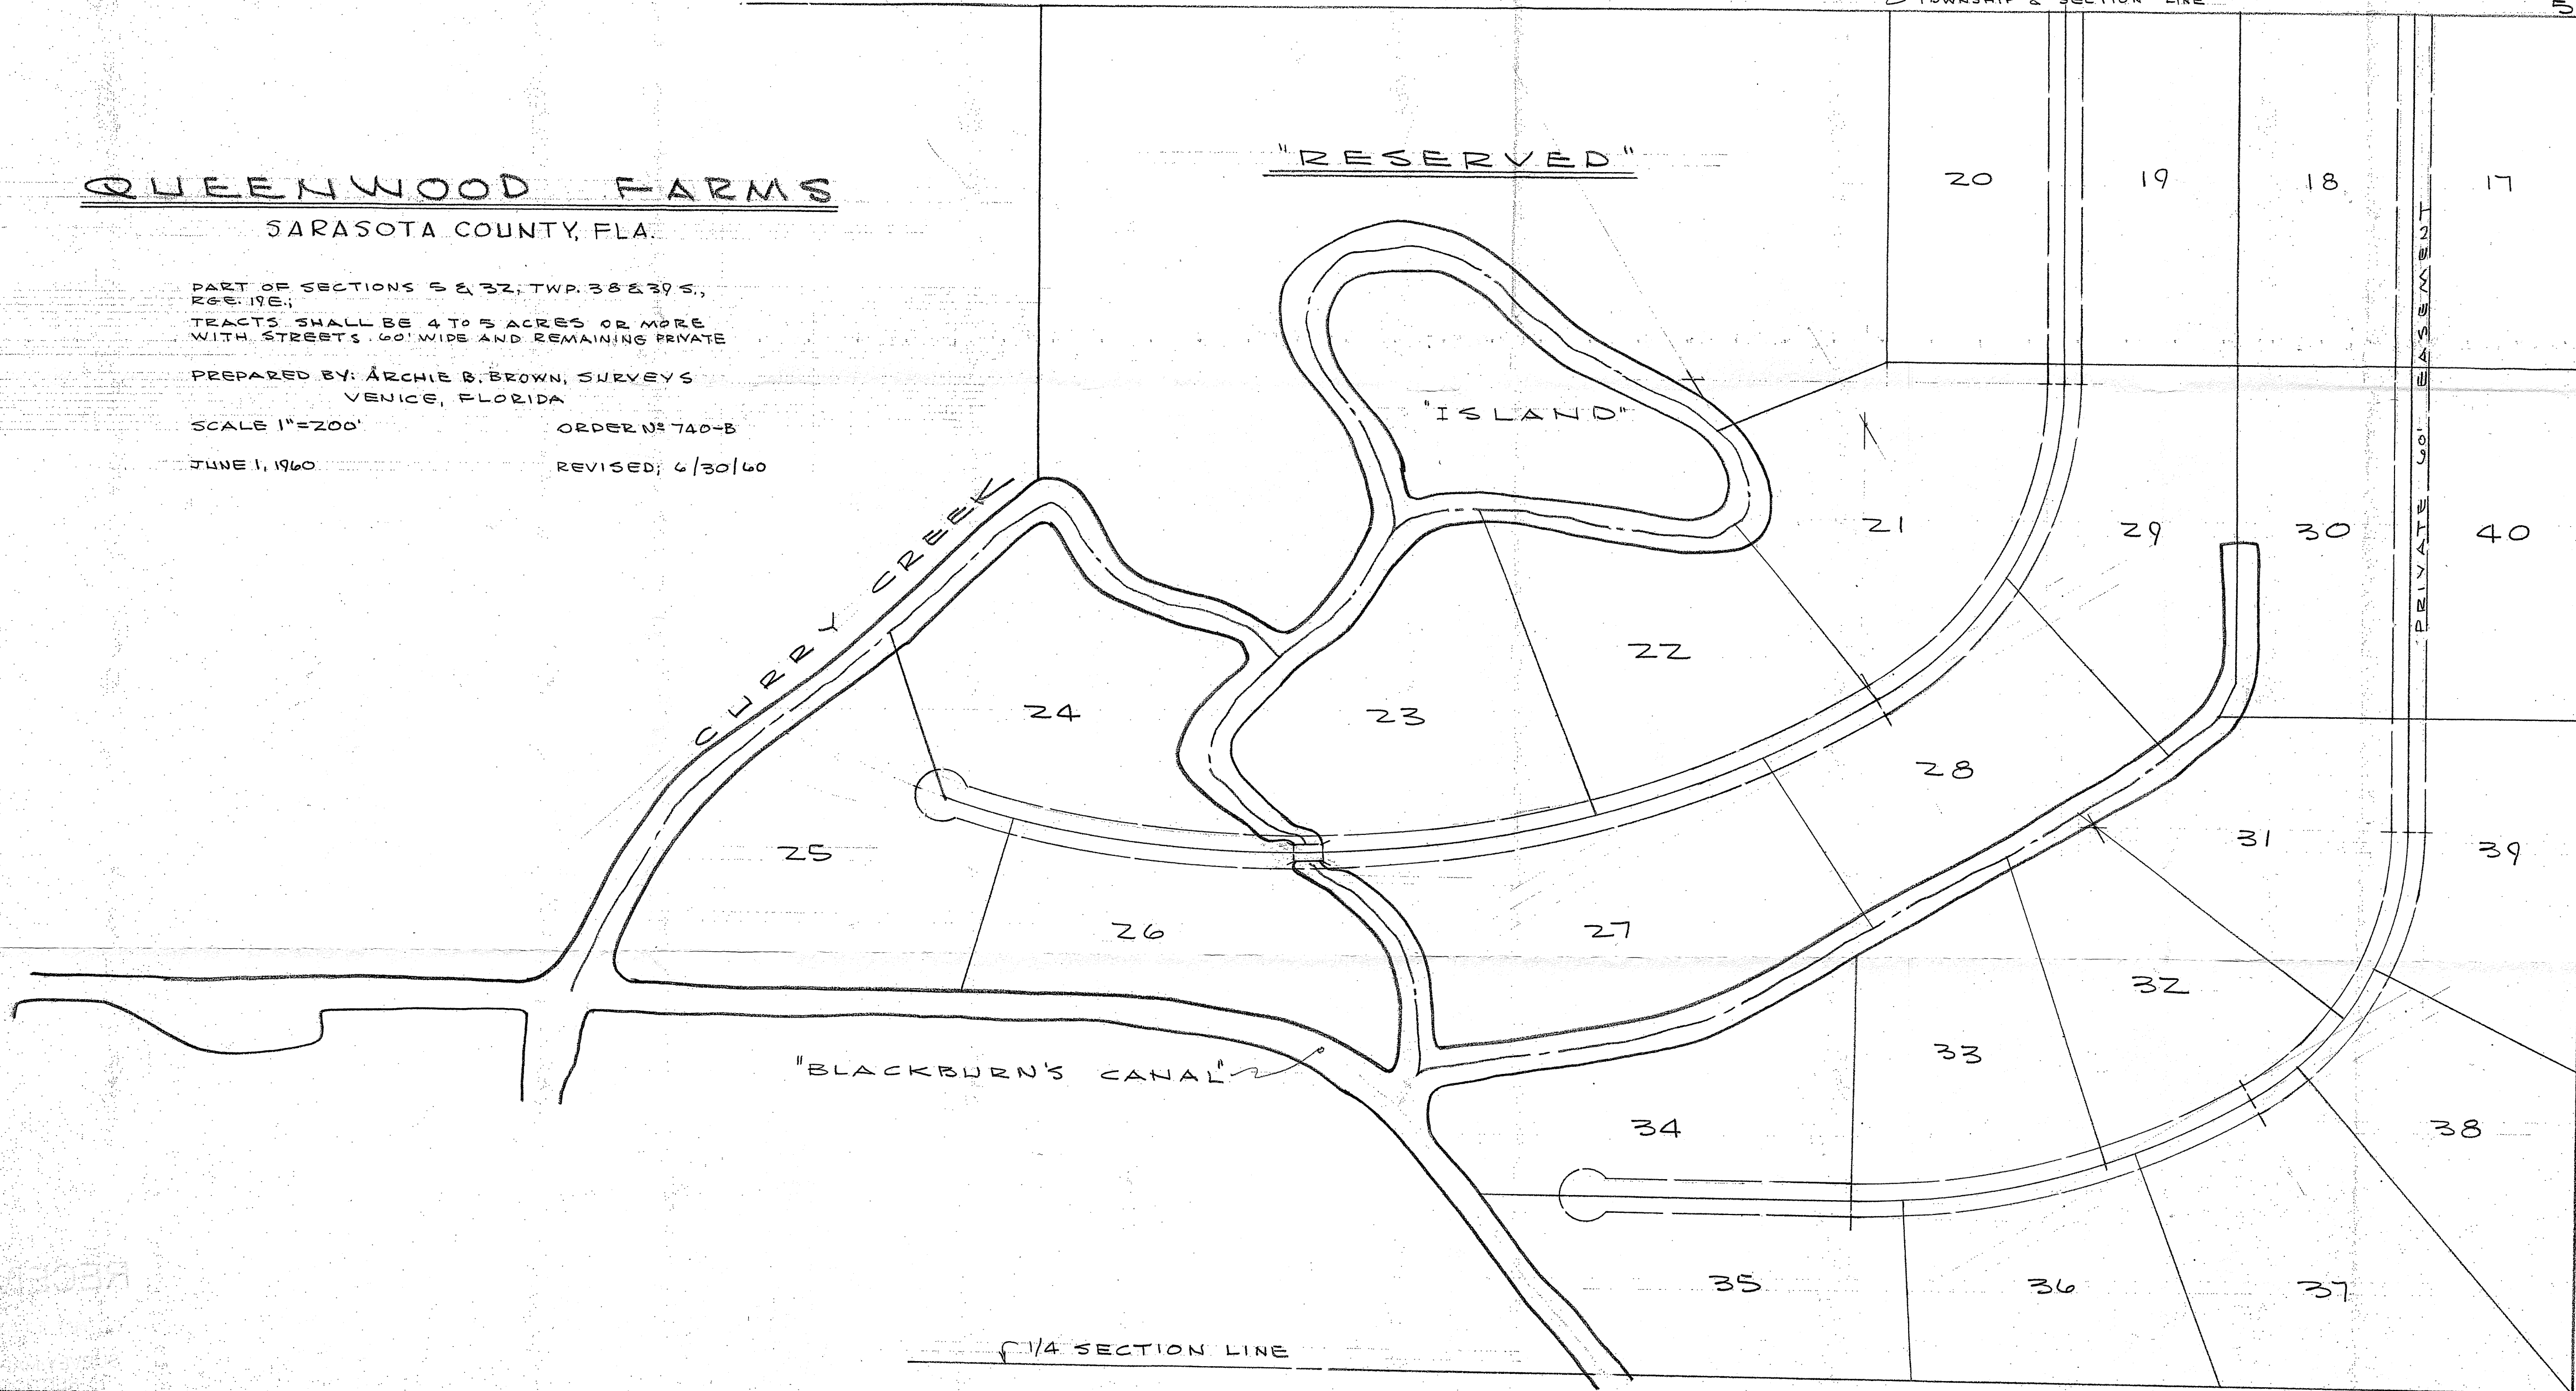 TOWNSHIP & SECTION LINE
5
"RESERVED"
QUEENWOOD FARMS
SARASOTA COUNTY, FLA.
PART OF SECTIONS 5 & 32, TWP. 38 & 39 S.,
RGE. 19E.;
TRACTS SHALL BE 4 TO 5 ACRES OR MORE
WITH STREETS 60' WIDE AND REMAINING PRIVATE
PREPARED BY: ARCHIE B. BROWN, SURVEYS
VENICE, FLORIDA
SCALE 1"=200' ORDER Nº 740-B
JUNE 1, 1960 REVISED; 6/30/60
20 19 18 17
PRIVATE 60' EASEMENT
"ISLAND"
CURRY CREEK
21 29 30 40
22
24 23
28
25 31 39
26 27
32
33
"BLACKBURN'S CANAL"
34 38
35 36 37
1/4 SECTION LINE